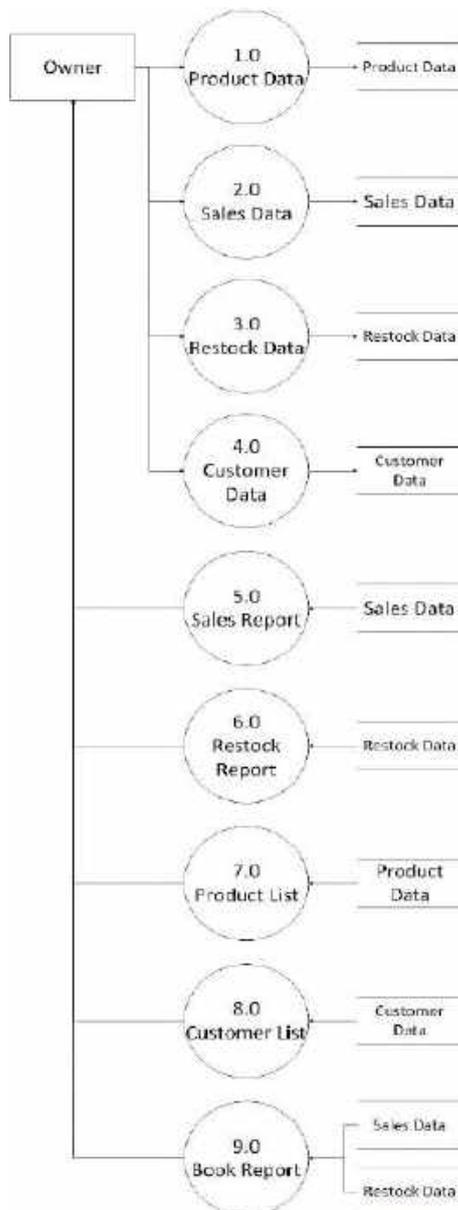 Owner
1.0
Product Data
Product Data
2.0
Sales Data
Sales Data
3.0
Restock Data
Restock Data
4.0
Customer
Data
Customer
Data
5.0
Sales Report
Sales Data
6.0
Restock
Report
Restock Data
7.0
Product List
Product
Data
8.0
Customer List
Customer
Data
9.0
Book Report
Sales Data
Restock Data